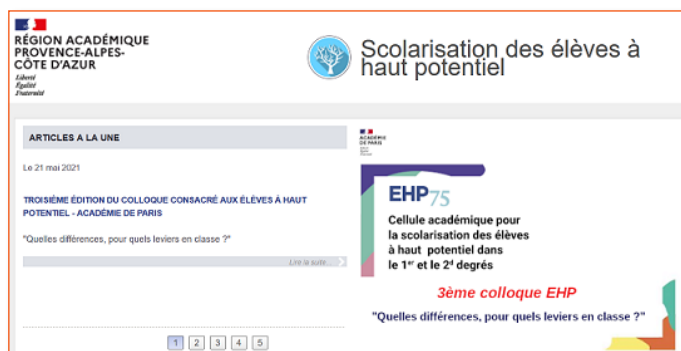 RÉGION ACADÉMIQUE
PROVENCE-ALPES-
CÔTE D'AZUR
Liberté
Égalité
Fraternité
Scolarisation des élèves à
haut potentiel
ARTICLES A LA UNE
Le 21 mai 2021
TROISIÈME ÉDITION DU COLLOQUE CONSACRÉ AUX ÉLÈVES À HAUT
POTENTIEL - ACADÉMIE DE PARIS
"Quelles différences, pour quels leviers en classe ?"
Lire la suite...
1 2 3 4 5
ACADÉMIE
DE PARIS
EHP75
Cellule académique pour
la scolarisation des élèves
à haut potentiel dans
le 1er et le 2d degrés
3ème colloque EHP
"Quelles différences, pour quels leviers en classe ?"